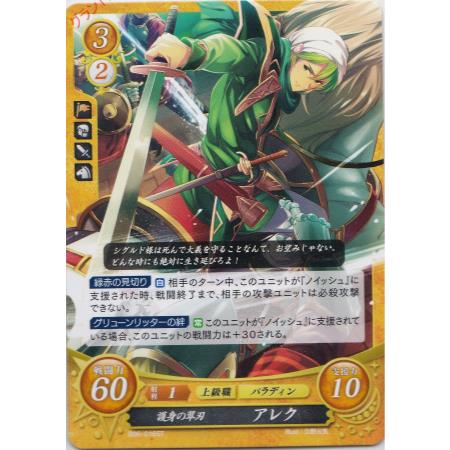 3
2
シグルド様は死んで大義を守ることなんて、お望みじゃない。
どんな時にも絶対に生き延びろよ!
緑赤の見切り 自 相手のターン中、このユニットが『ノイッシュ』に
支援された時、戦闘終了まで、相手の攻撃ユニットは必殺攻撃
できない。
グリューンリッターの絆 常 このユニットが『ノイッシュ』に支援されて
いる場合、このユニットの戦闘力は+30される。
戦闘力
60
射程 1 上級職 パラディン
支援力
10
護身の翠刃 アレク